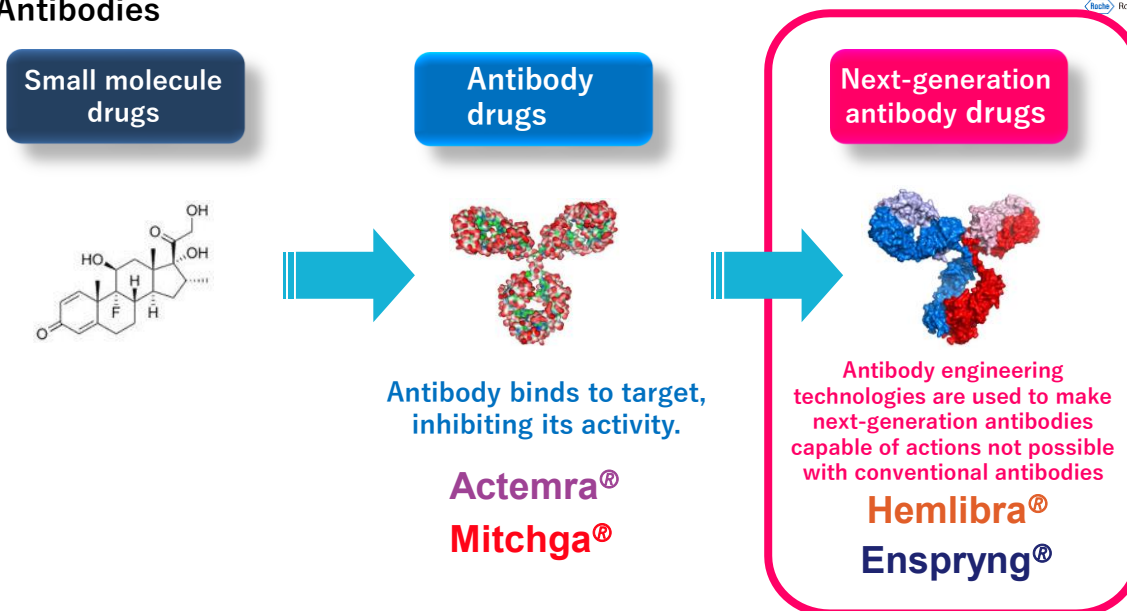 Antibodies
Roche
Small molecule
drugs
Antibody
drugs
Next-generation
antibody drugs
OH
O
OH
HO
H
F
H
O
Antibody binds to target,
inhibiting its activity.
Actemra®
Mitchga®
Antibody engineering
technologies are used to make
next-generation antibodies
capable of actions not possible
with conventional antibodies
Hemlibra®
Enspryng®